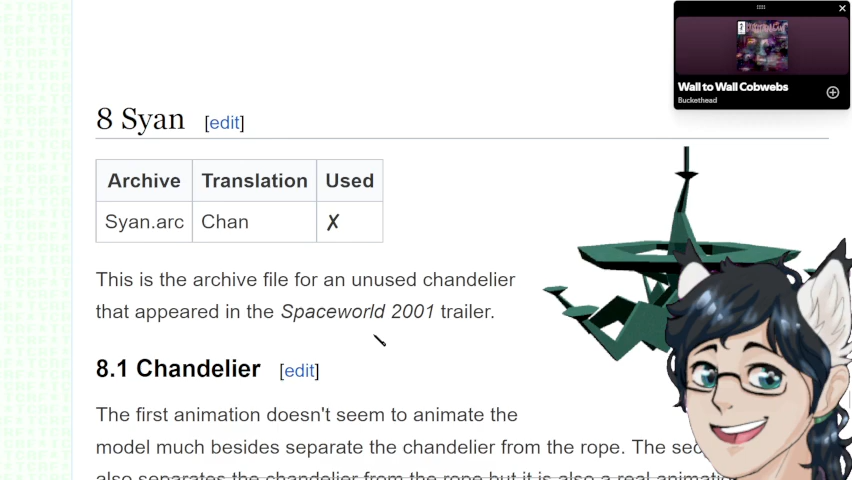 Wall to Wall Cobwebs
Buckethead
8 Syan [edit]
Archive Translation Used
Syan.arc Chan ✗
This is the archive file for an unused chandelier
that appeared in the Spaceworld 2001 trailer.
8.1 Chandelier [edit]
The first animation doesn't seem to animate the
model much besides separate the chandelier from the rope. The
also separates the chandelier from the rope but it is also a real